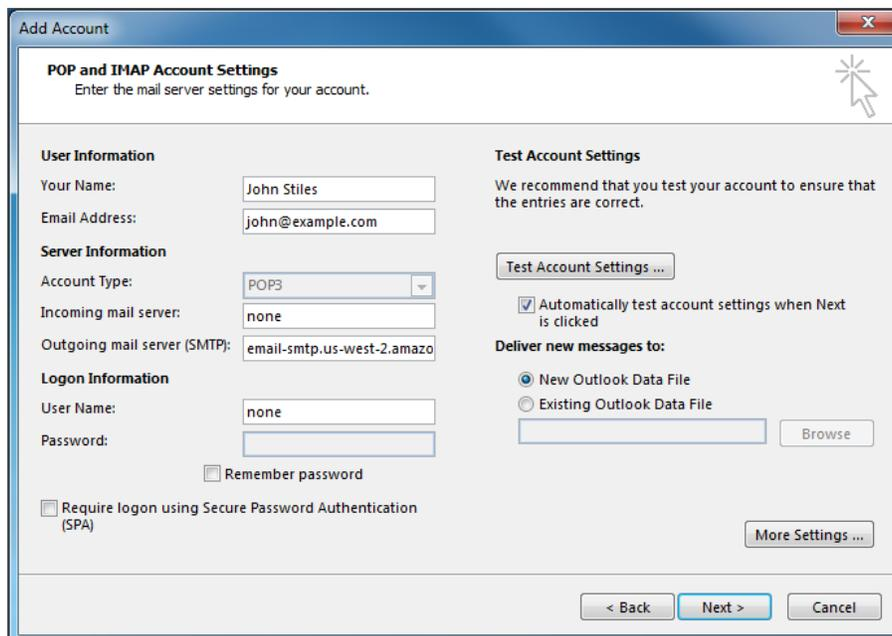 Add Account
POP and IMAP Account Settings
Enter the mail server settings for your account.
User Information
Your Name:
John Stiles
Email Address:
john@example.com
Server Information
Account Type:
POP3
Incoming mail server:
none
Outgoing mail server (SMTP):
email-smtp.us-west-2.amazo
Logon Information
User Name:
none
Password:
Remember password
Require logon using Secure Password Authentication
(SPA)
Test Account Settings
We recommend that you test your account to ensure that
the entries are correct.
Test Account Settings ...
Automatically test account settings when Next
is clicked
Deliver new messages to:
New Outlook Data File
Existing Outlook Data File
Browse
More Settings ...
< Back
Next >
Cancel